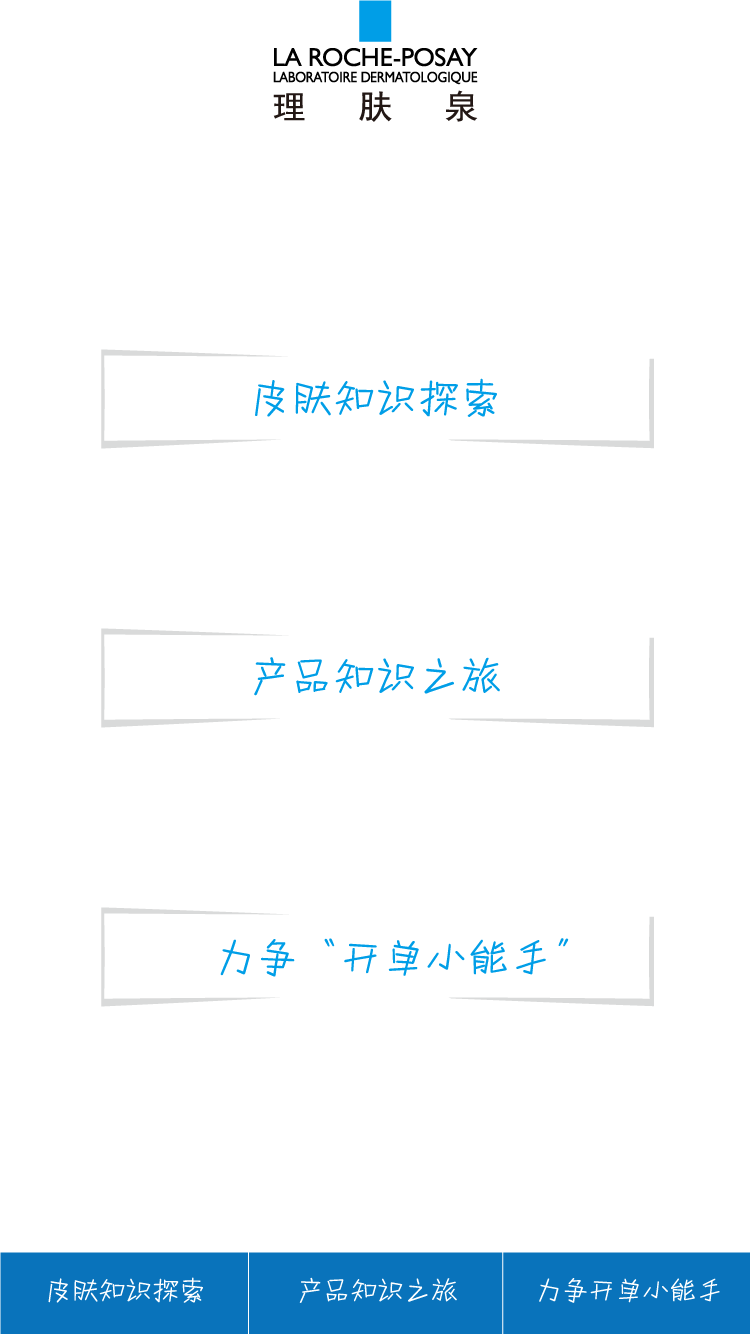 LA ROCHE-POSAY
LABORATOIRE DERMATOLOGIQUE
理肤泉
皮肤知识探索
产品知识之旅
力争“开单小能手”
皮肤知识探索
产品知识之旅
力争开单小能手